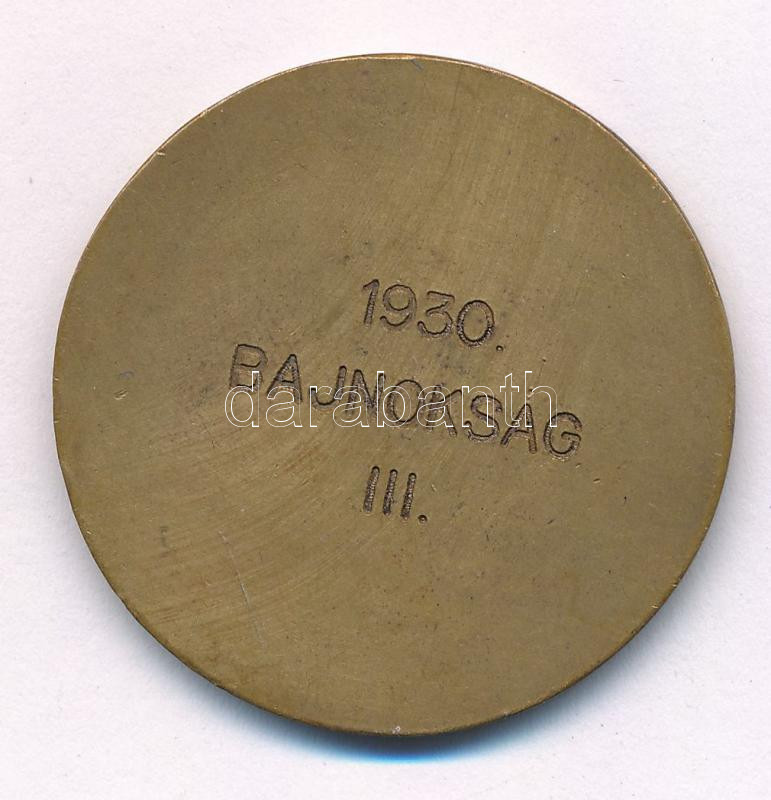 1930.
BAJNOKSAG
III.
darabanth